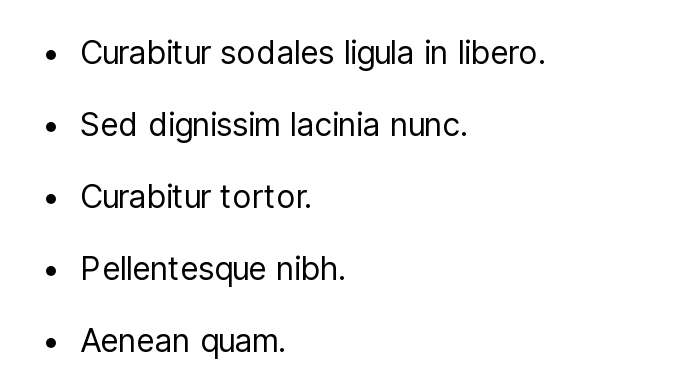 • Curabitur sodales ligula in libero.
• Sed dignissim lacinia nunc.
• Curabitur tortor.
• Pellentesque nibh.
• Aenean quam.